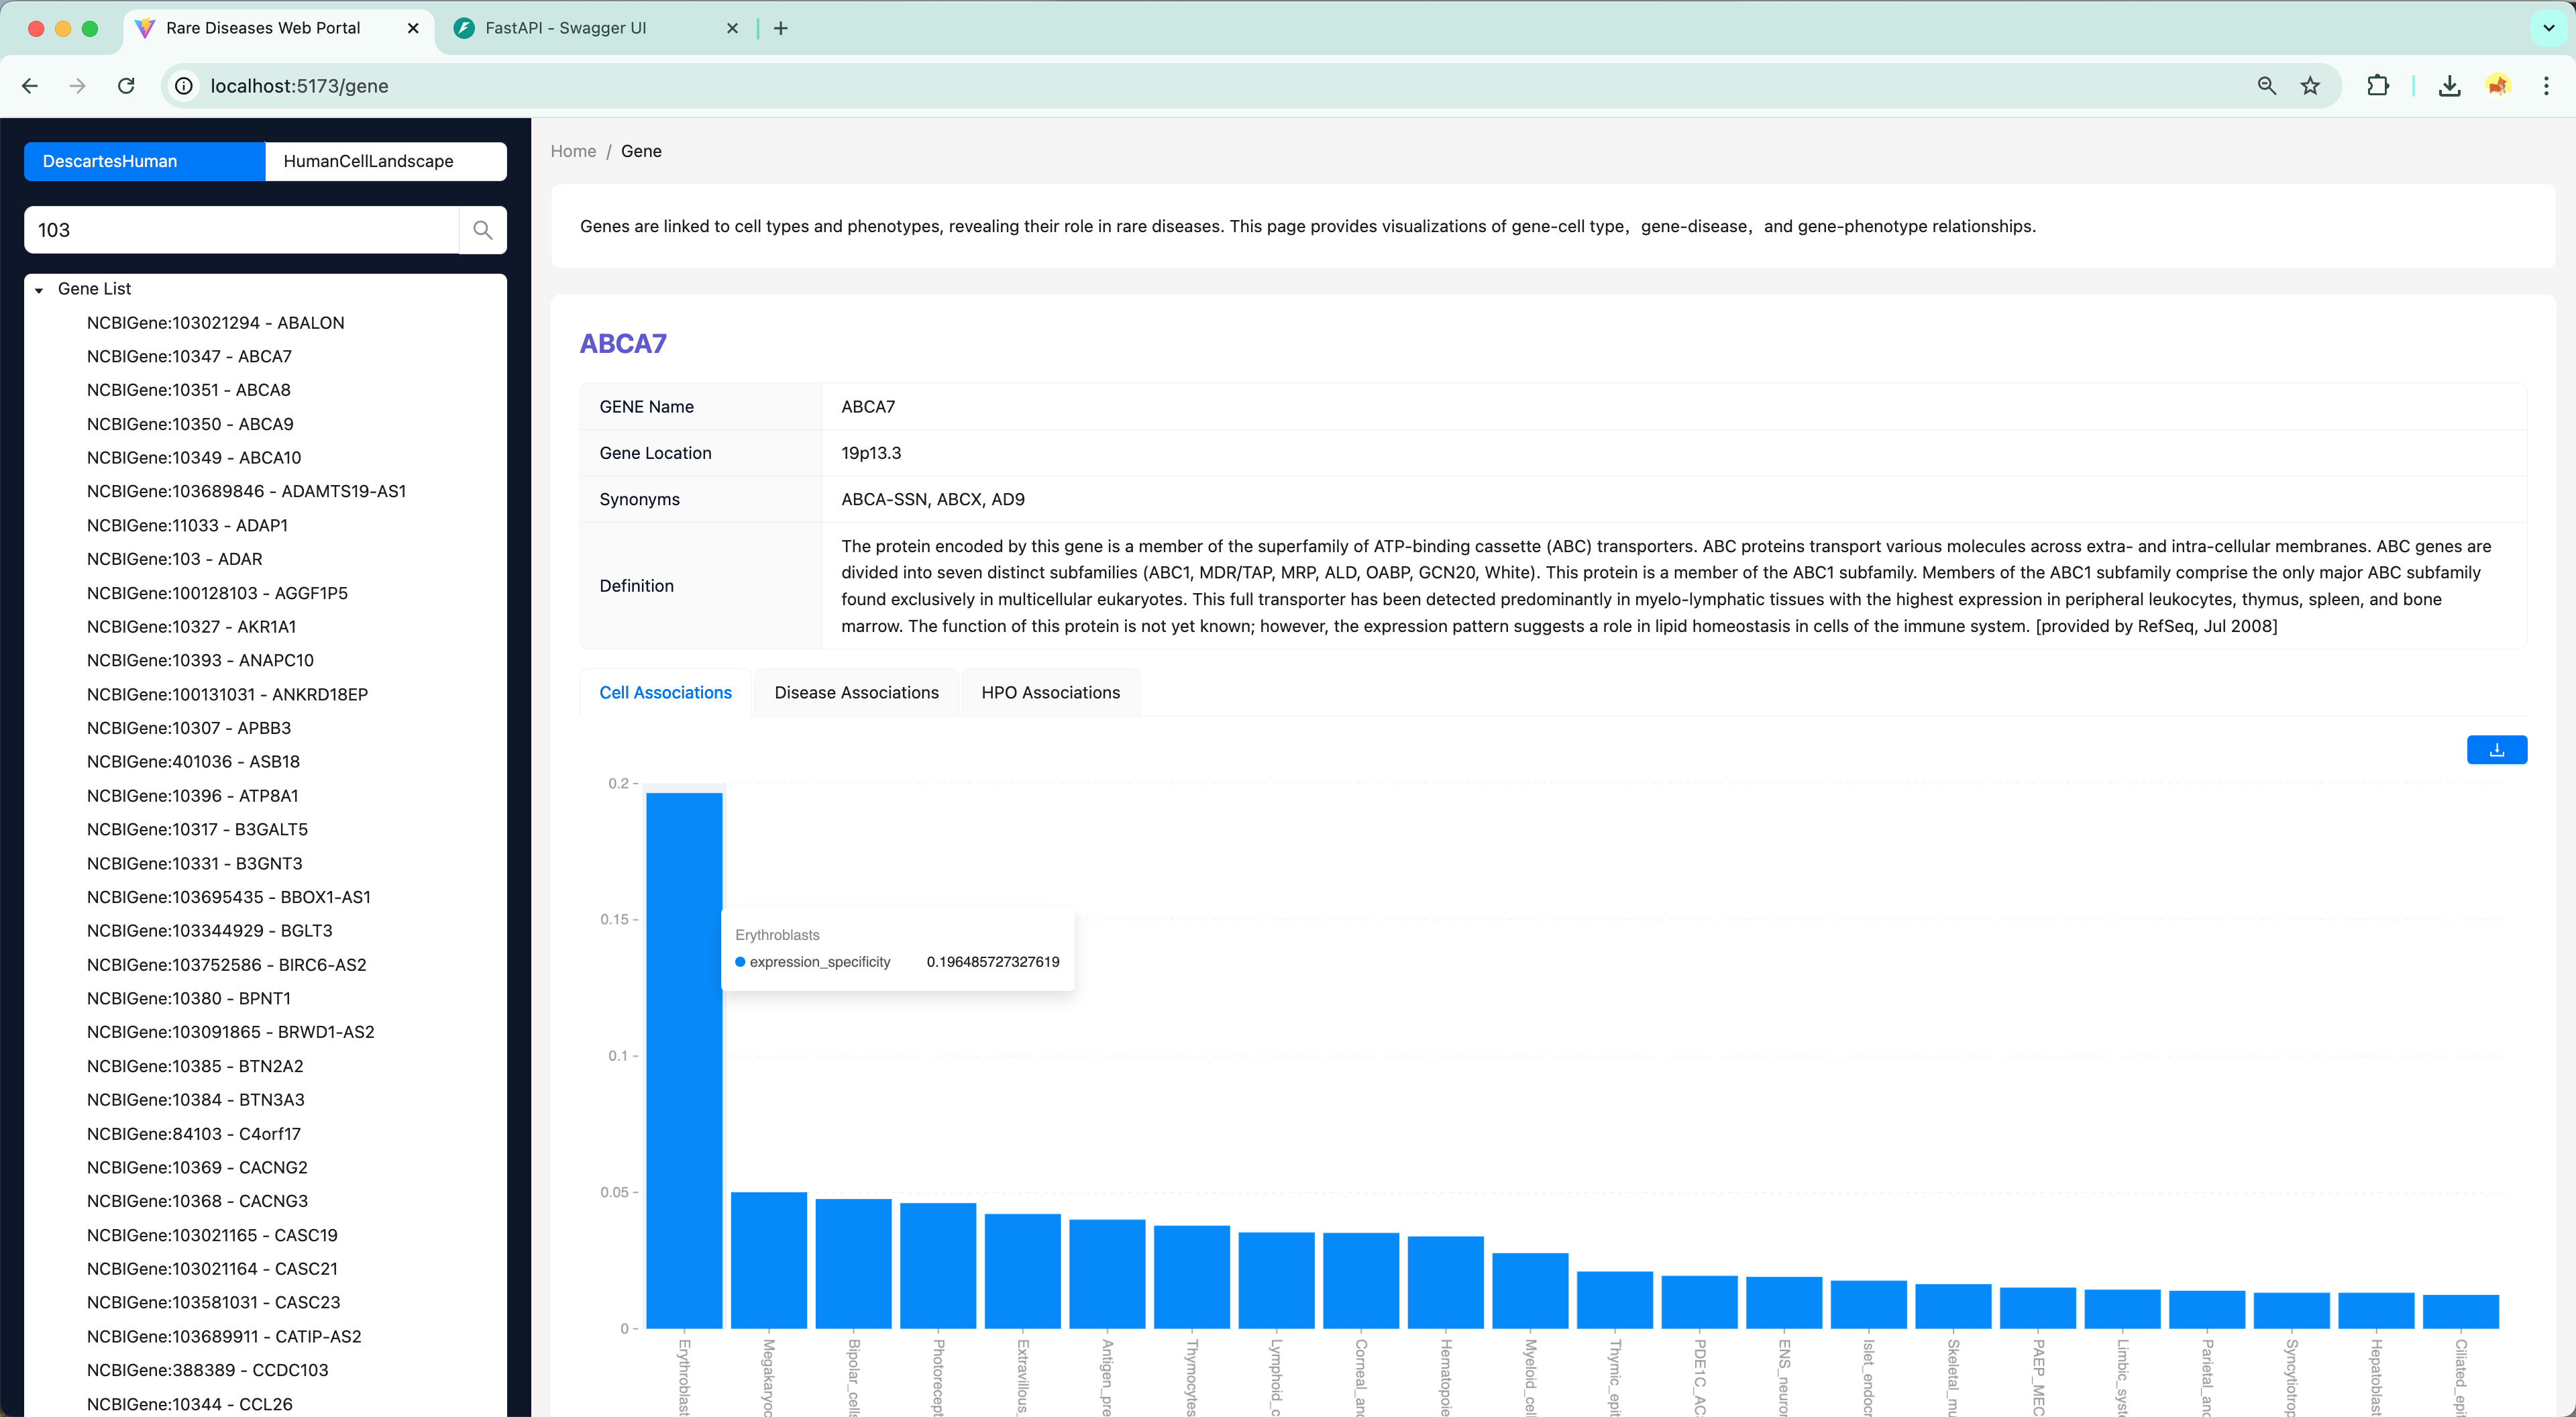 Rare Diseases Web Portal
FastAPI - Swagger UI
localhost:5173/gene
DescartesHuman
HumanCellLandscape
103
Gene List
NCBIGene:103021294 - ABALON
NCBIGene:10347 - ABCA7
NCBIGene:10351 - ABCA8
NCBIGene:10350 - ABCA9
NCBIGene:10349 - ABCA10
NCBIGene:103689846 - ADAMTS19-AS1
NCBIGene:11033 - ADAP1
NCBIGene:103 - ADAR
NCBIGene:100128103 - AGGF1P5
NCBIGene:10327 - AKR1A1
NCBIGene:10393 - ANAPC10
NCBIGene:100131031 - ANKRD18EP
NCBIGene:10307 - APBB3
NCBIGene:401036 - ASB18
NCBIGene:10396 - ATP8A1
NCBIGene:10317 - B3GALT5
NCBIGene:10331 - B3GNT3
NCBIGene:103695435 - BBOX1-AS1
NCBIGene:103344929 - BGLT3
NCBIGene:103752586 - BIRC6-AS2
NCBIGene:10380 - BPNT1
NCBIGene:103091865 - BRWD1-AS2
NCBIGene:10385 - BTN2A2
NCBIGene:10384 - BTN3A3
NCBIGene:84103 - C4orf17
NCBIGene:10369 - CACNG2
NCBIGene:10368 - CACNG3
NCBIGene:103021165 - CASC19
NCBIGene:103021164 - CASC21
NCBIGene:103581031 - CASC23
NCBIGene:103689911 - CATIP-AS2
NCBIGene:388389 - CCDC103
NCBIGene:10344 - CCL26
Home / Gene
Genes are linked to cell types and phenotypes, revealing their role in rare diseases. This page provides visualizations of gene-cell type，gene-disease，and gene-phenotype relationships.
ABCA7
GENE Name
ABCA7
Gene Location
19p13.3
Synonyms
ABCA-SSN, ABCX, AD9
Definition
The protein encoded by this gene is a member of the superfamily of ATP-binding cassette (ABC) transporters. ABC proteins transport various molecules across extra- and intra-cellular membranes. ABC genes are
divided into seven distinct subfamilies (ABC1, MDR/TAP, MRP, ALD, OABP, GCN20, White). This protein is a member of the ABC1 subfamily. Members of the ABC1 subfamily comprise the only major ABC subfamily
found exclusively in multicellular eukaryotes. This full transporter has been detected predominantly in myelo-lymphatic tissues with the highest expression in peripheral leukocytes, thymus, spleen, and bone
marrow. The function of this protein is not yet known; however, the expression pattern suggests a role in lipid homeostasis in cells of the immune system. [provided by RefSeq, Jul 2008]
Cell Associations
Disease Associations
HPO Associations
0.2
0.15
0.1
0.05
0
Erythroblasts
expression_specificity 0.196485727327619
Erythroblast
Megakaryoc
Bipolar_cells
Photorecept
Extravillous_
Antigen_pre
Thymocytes
Lymphoid_c
Corneal_and
Hematopoie
Myeloid_cell
Thymic_epit
PDE1C_AC
ENS_neuron
Islet_endocr
Skeletal_mu
PAEP_MEC
Limbic_syst
Parietal_and
Syncytiotrop
Hepatoblast
Ciliated_epit